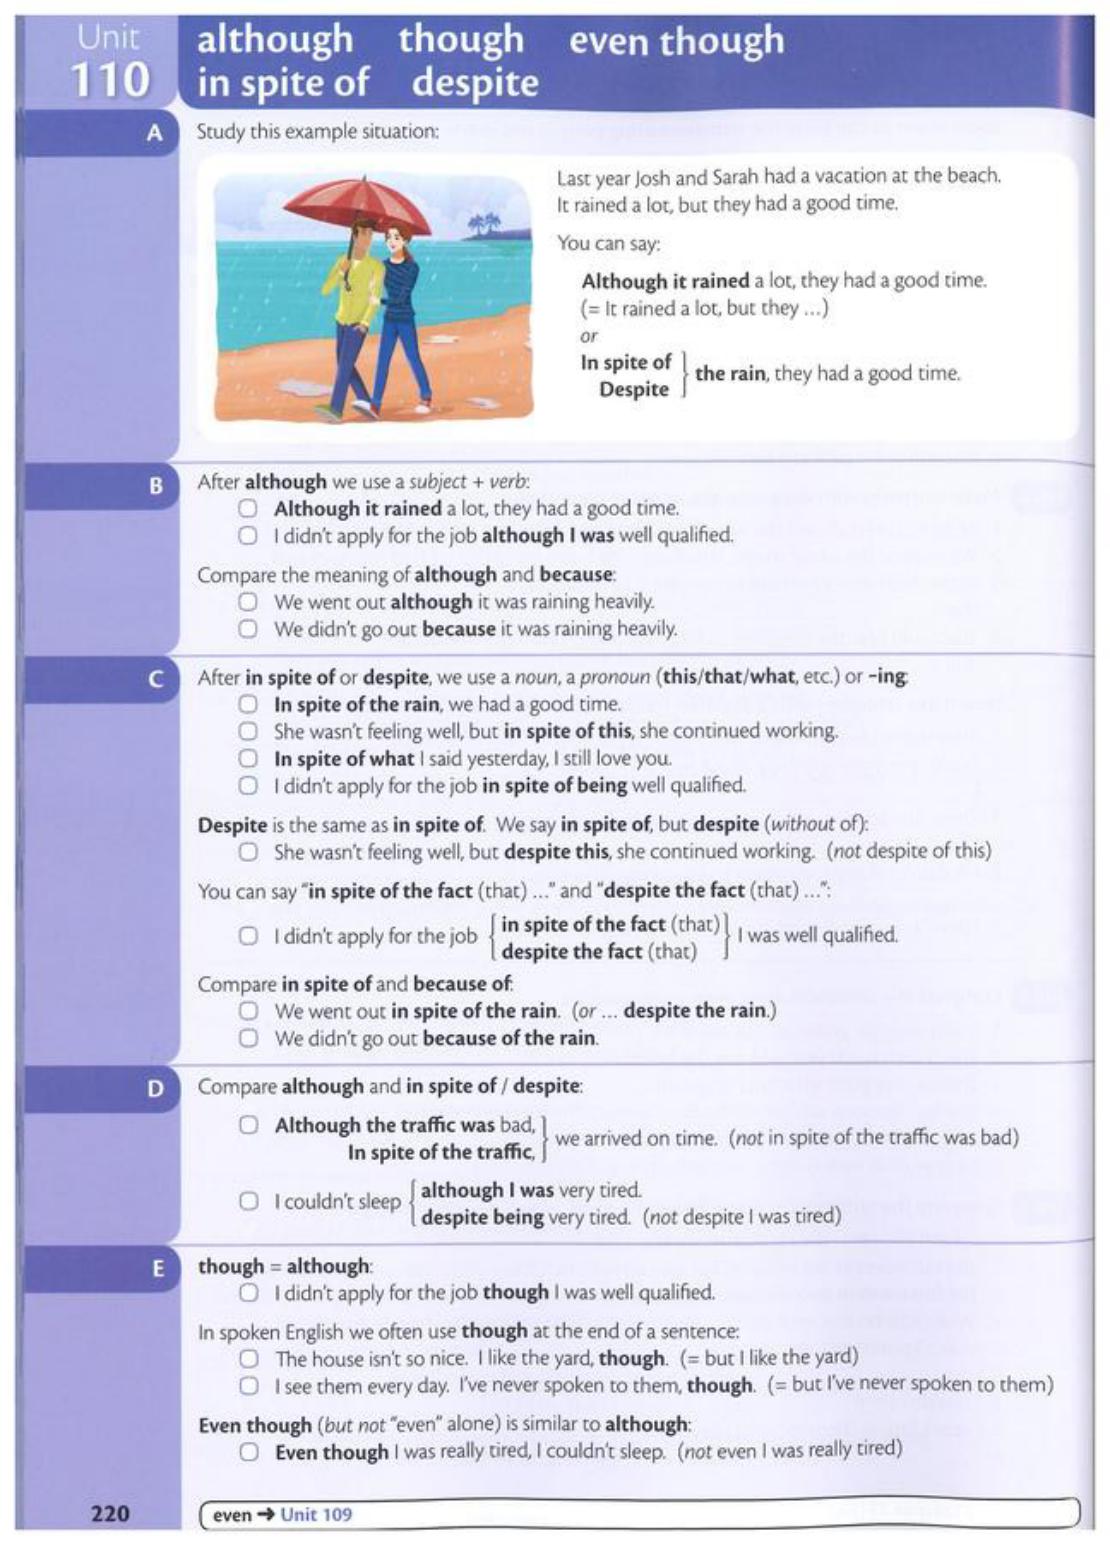 Unit
110
although though even though
in spite of despite
A
Study this example situation:
Last year Josh and Sarah had a vacation at the beach.
It rained a lot, but they had a good time.
You can say:
Although it rained a lot, they had a good time.
(= It rained a lot, but they ...)
or
In spite of
Despite
the rain, they had a good time.
B
After although we use a subject + verb:
Although it rained a lot, they had a good time.
I didn't apply for the job although I was well qualified.
Compare the meaning of although and because:
We went out although it was raining heavily.
We didn't go out because it was raining heavily.
C
After in spite of or despite, we use a noun, a pronoun (this/that/what, etc.) or –ing:
In spite of the rain, we had a good time.
She wasn't feeling well, but in spite of this, she continued working.
In spite of what I said yesterday, I still love you.
I didn't apply for the job in spite of being well qualified.
Despite is the same as in spite of. We say in spite of, but despite (without of):
She wasn't feeling well, but despite this, she continued working. (not despite of this)
You can say "in spite of the fact (that) ..." and "despite the fact (that) ...":
I didn't apply for the job
in spite of the fact (that)
despite the fact (that)
I was well qualified.
Compare in spite of and because of:
We went out in spite of the rain. (or ... despite the rain.)
We didn't go out because of the rain.
D
Compare although and in spite of / despite:
Although the traffic was bad,
In spite of the traffic,
we arrived on time. (not in spite of the traffic was bad)
I couldn't sleep
although I was very tired.
despite being very tired. (not despite I was tired)
E
though = although:
I didn't apply for the job though I was well qualified.
In spoken English we often use though at the end of a sentence:
The house isn't so nice. I like the yard, though. (= but I like the yard)
I see them every day. I've never spoken to them, though. (= but I've never spoken to them)
Even though (but not "even" alone) is similar to although:
Even though I was really tired, I couldn't sleep. (not even I was really tired)
220
even ➜ Unit 109